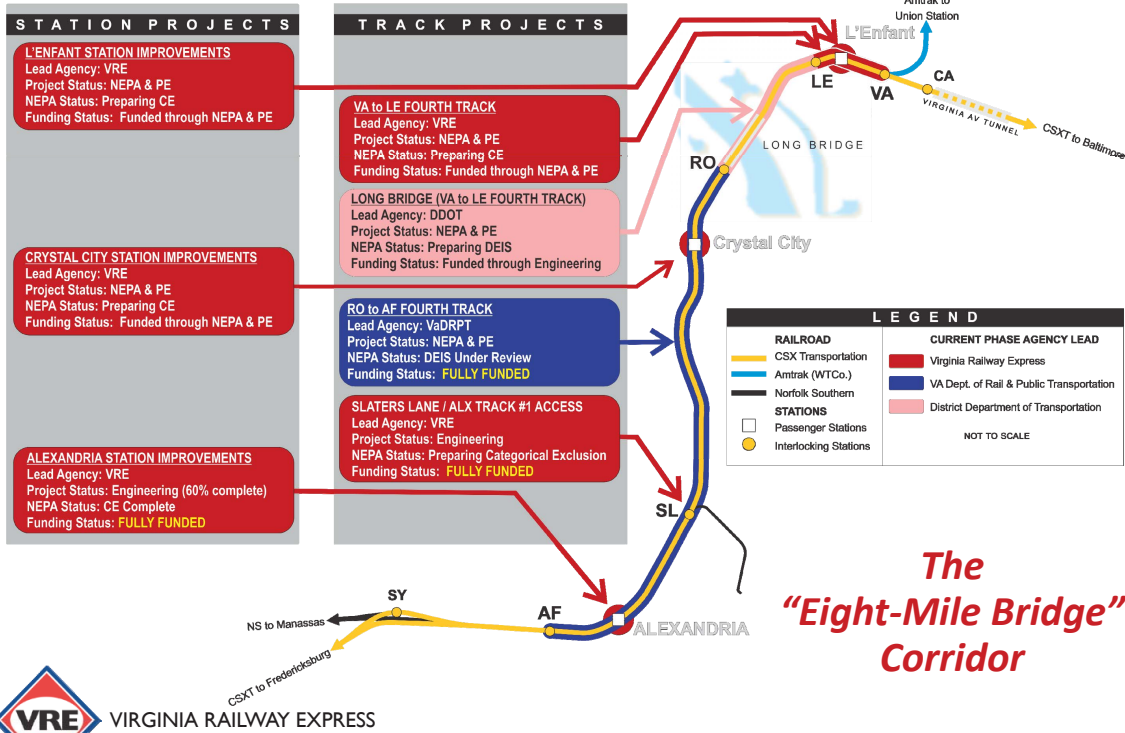 STATION PROJECTS
L'ENFANT STATION IMPROVEMENTS
Lead Agency: VRE
Project Status: NEPA & PE
NEPA Status: Preparing CE
Funding Status: Funded through NEPA & PE
CRYSTAL CITY STATION IMPROVEMENTS
Lead Agency: VRE
Project Status: NEPA & PE
NEPA Status: Preparing CE
Funding Status: Funded through NEPA & PE
ALEXANDRIA STATION IMPROVEMENTS
Lead Agency: VRE
Project Status: Engineering (60% complete)
NEPA Status: CE Complete
Funding Status: FULLY FUNDED
TRACK PROJECTS
VA to LE FOURTH TRACK
Lead Agency: VRE
Project Status: NEPA & PE
NEPA Status: Preparing CE
Funding Status: Funded through NEPA & PE
LONG BRIDGE (VA to LE FOURTH TRACK)
Lead Agency: DDOT
Project Status: NEPA & PE
NEPA Status: Preparing DEIS
Funding Status: Funded through Engineering
RO to AF FOURTH TRACK
Lead Agency: VaDRPT
Project Status: NEPA & PE
NEPA Status: DEIS Under Review
Funding Status: FULLY FUNDED
SLATERS LANE / ALX TRACK #1 ACCESS
Lead Agency: VRE
Project Status: Engineering
NEPA Status: Preparing Categorical Exclusion
Funding Status: FULLY FUNDED
Amtrak to
Union Station
L'Enfant
LE
VA
CA
VIRGINIA AV TUNNEL
CSXT to Baltimore
LONG BRIDGE
RO
Crystal City
SL
ALEXANDRIA
AF
SY
NS to Manassas
CSXT to Fredericksburg
LEGEND
RAILROAD
CSX Transportation
Amtrak (WTCo.)
Norfolk Southern
STATIONS
Passenger Stations
Interlocking Stations
CURRENT PHASE AGENCY LEAD
Virginia Railway Express
VA Dept. of Rail & Public Transportation
District Department of Transportation
NOT TO SCALE
The
“Eight-Mile Bridge”
Corridor
VRE
VIRGINIA RAILWAY EXPRESS